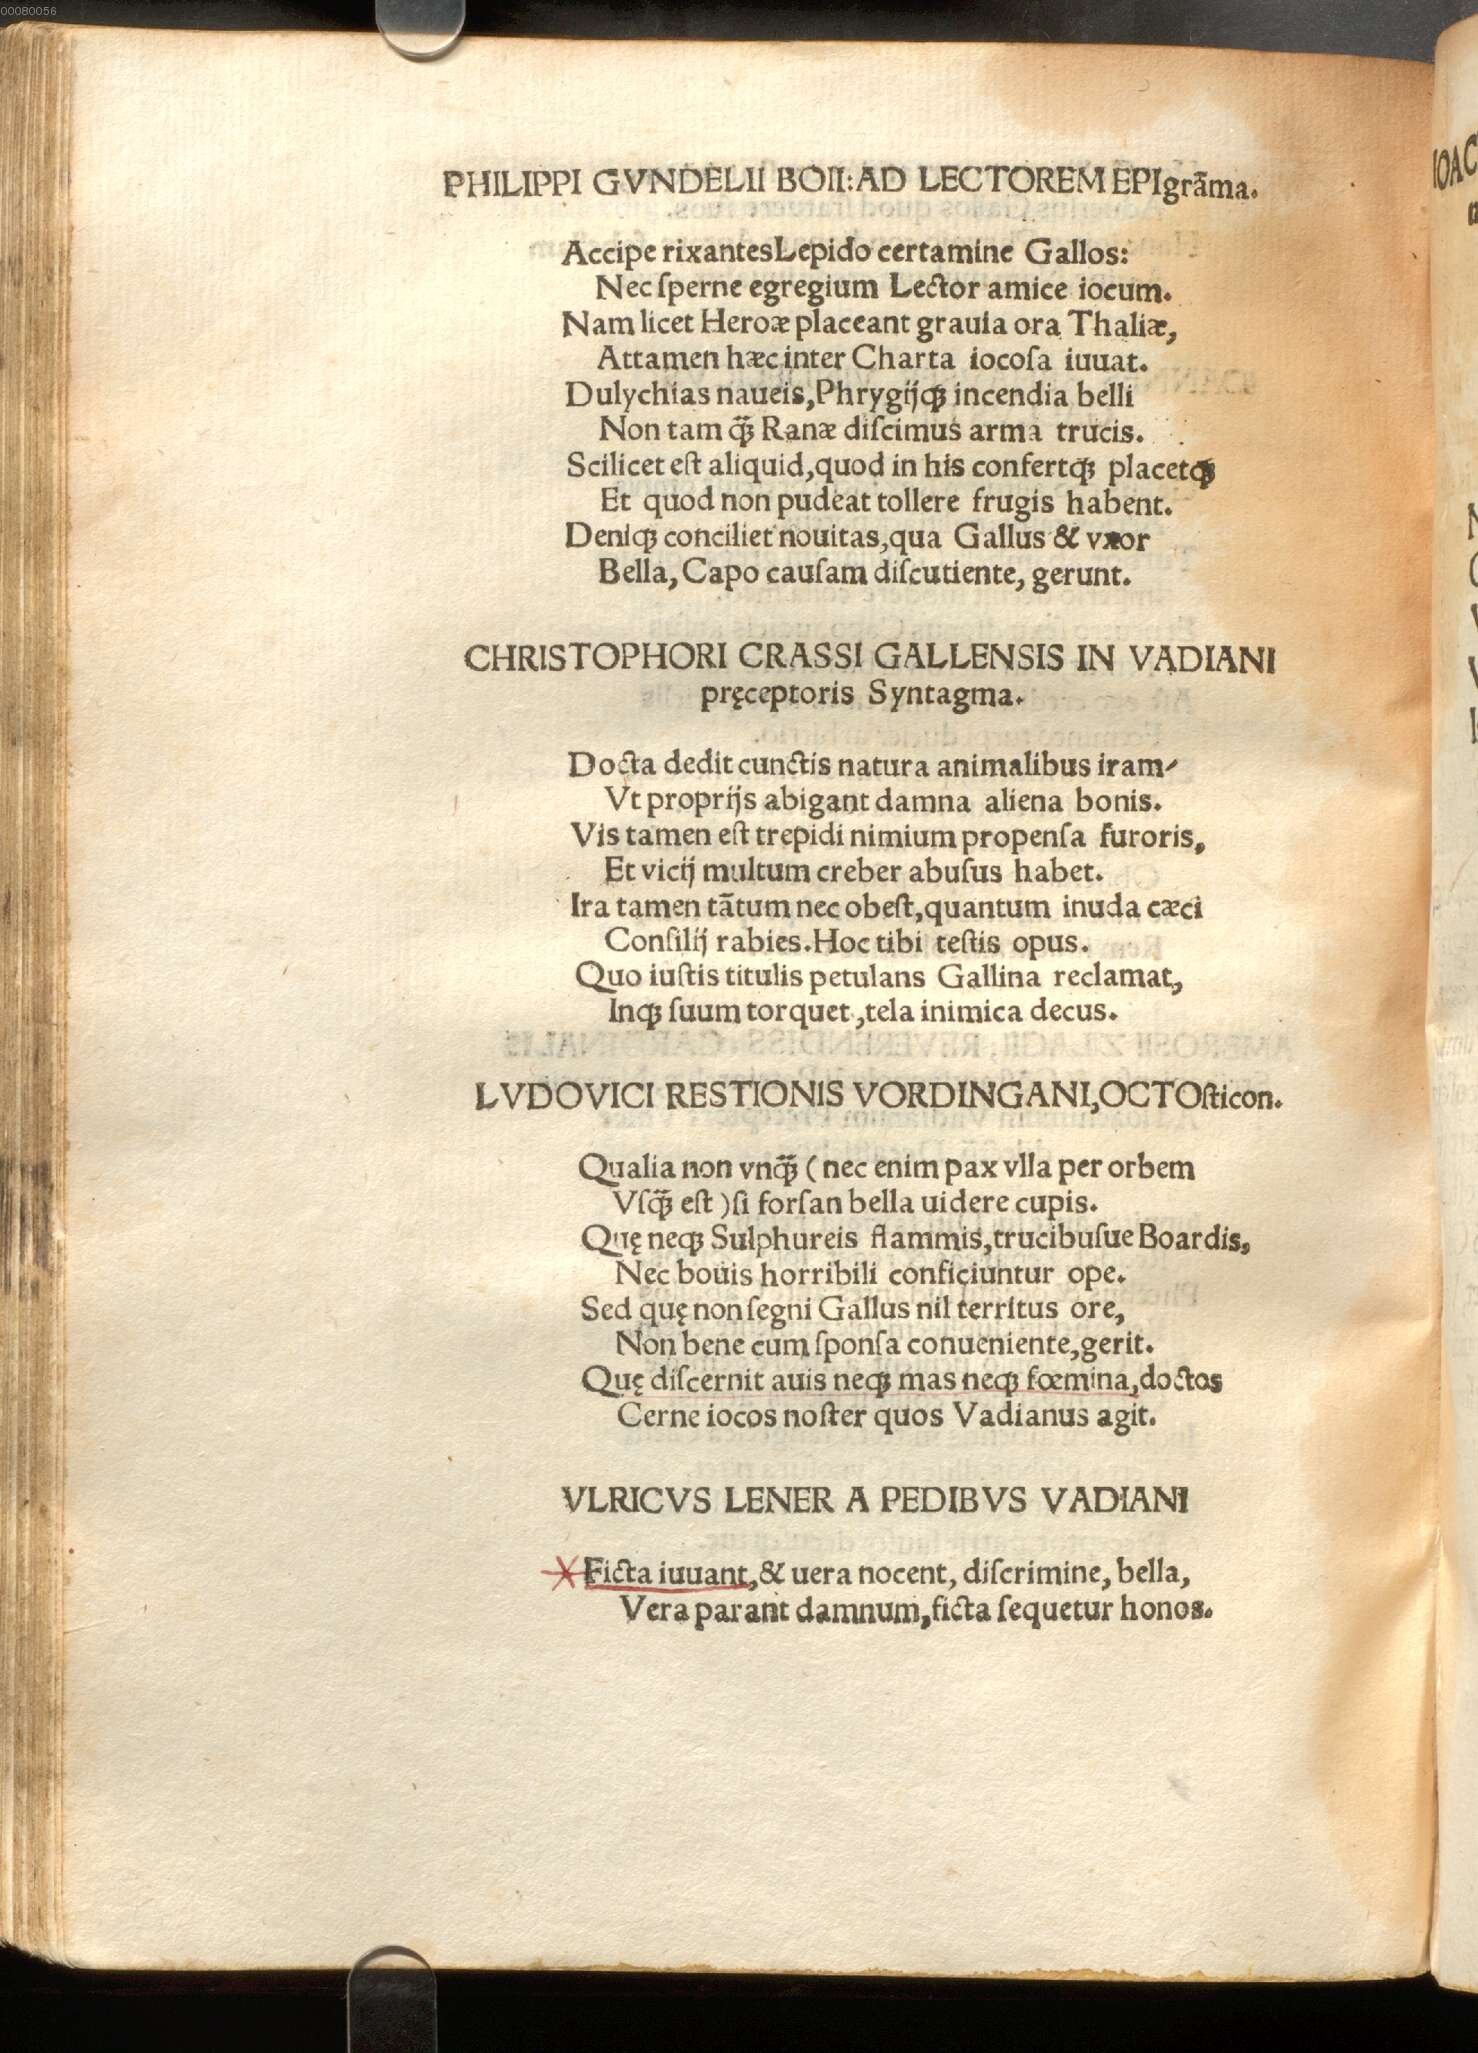 00080056
PHILIPPI GVNDELII BOII: AD LECTOREM EPIgrãma.
Accipe rixantes Lepido certamine Gallos:
Nec ſperne egregium Lector amice iocum.
Nam licet Heroæ placeant grauia ora Thaliæ,
Attamen hæc inter Charta iocoſa iuuat.
Dulychias naueis, Phrygijqꝫ incendia belli
Non tam q̃ꝫ Ranæ diſcimus arma trucis.
Scilicet eſt aliquid, quod in his confertqꝫ placetqꝫ
Et quod non pudeat tollere frugis habent.
Deniqꝫ conciliet nouitas, qua Gallus & vxor
Bella, Capo cauſam diſcutiente, gerunt.
CHRISTOPHORI CRASSI GALLENSIS IN VADIANI
pręceptoris Syntagma.
Docta dedit cunctis natura animalibus iram⸗
Vt proprijs abigant damna aliena bonis.
Vis tamen eſt trepidi nimium propenſa furoris,
Et vicij multum creber abuſus habet.
Ira tamen tãtum nec obeſt, quantum inuda cæci
Conſilij rabies. Hoc tibi teſtis opus.
Quo iuſtis titulis petulans Gallina reclamat,
Inqꝫ ſuum torquet, tela inimica decus.
LVDOVICI RESTIONIS VORDINGANI, OCTOſticon.
Qualia non vnq̃ꝫ (nec enim pax vlla per orbem
Vſq̃ꝫ eſt) ſi forſan bella uidere cupis.
Quę neqꝫ Sulphureis flammis, trucibuſue Boardis,
Nec bouis horribili conficiuntur ope.
Sed quę non ſegni Gallus nil territus ore,
Non bene cum ſponſa conueniente, gerit.
Quę diſcernit auis neqꝫ mas neqꝫ fœmina, doctos
Cerne iocos noſter quos Vadianus agit.
VLRICVS LENER A PEDIBVS VADIANI
Ficta iuuant, & uera nocent, diſcrimine, bella,
Vera parant damnum, ficta ſequetur honos.
IOAC